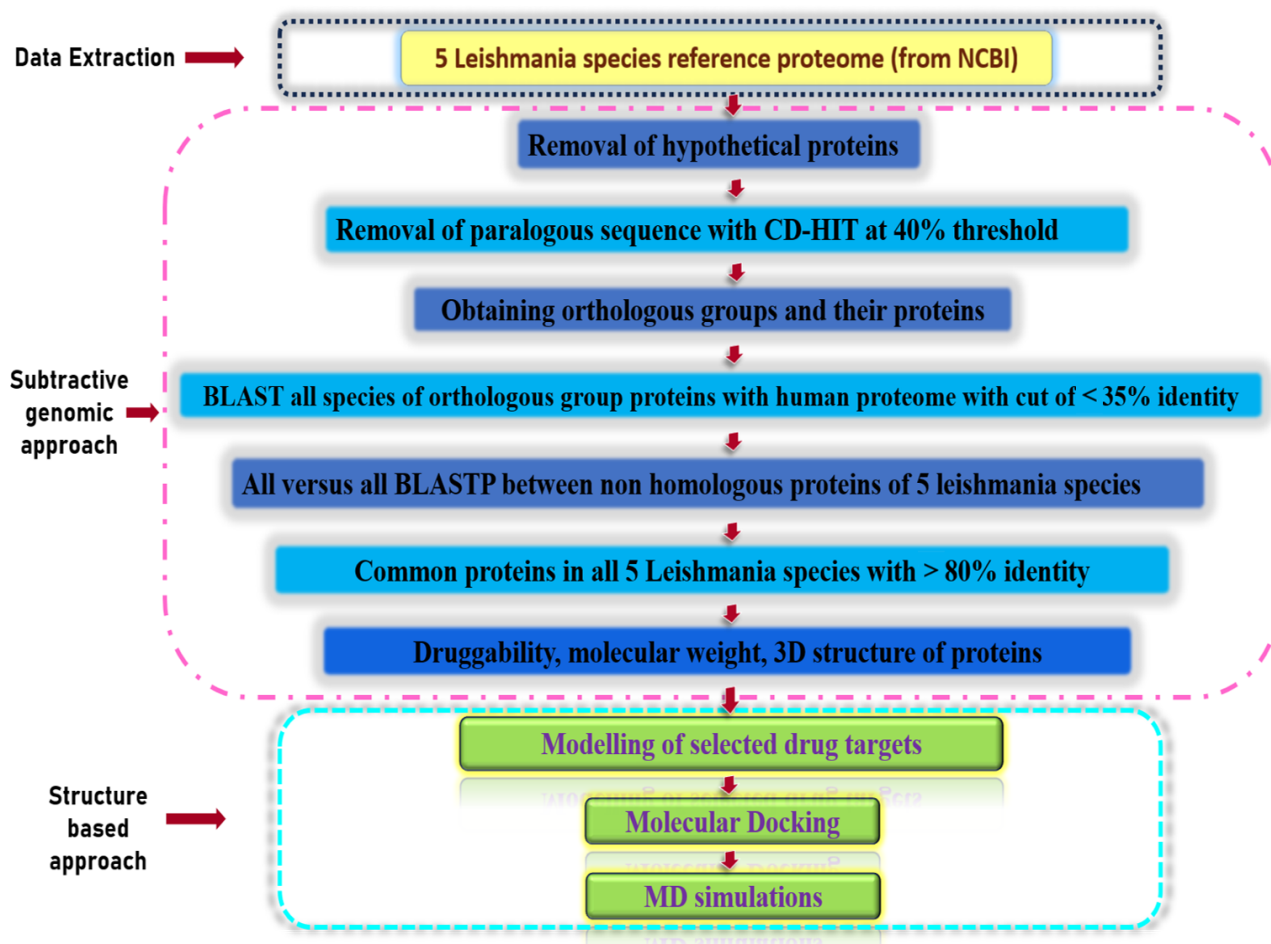 Data Extraction
5 Leishmania species reference proteome (from NCBI)
Removal of hypothetical proteins
Removal of paralogous sequence with CD-HIT at 40% threshold
Obtaining orthologous groups and their proteins
Subtractive
genomic
approach
BLAST all species of orthologous group proteins with human proteome with cut of < 35% identity
All versus all BLASTP between non homologous proteins of 5 leishmania species
Common proteins in all 5 Leishmania species with > 80% identity
Druggability, molecular weight, 3D structure of proteins
Structure
based
approach
Modelling of selected drug targets
Molecular Docking
MD simulations